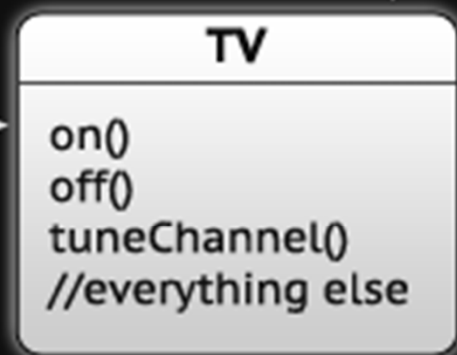 TV
on()
off()
tuneChannel()
//everything else